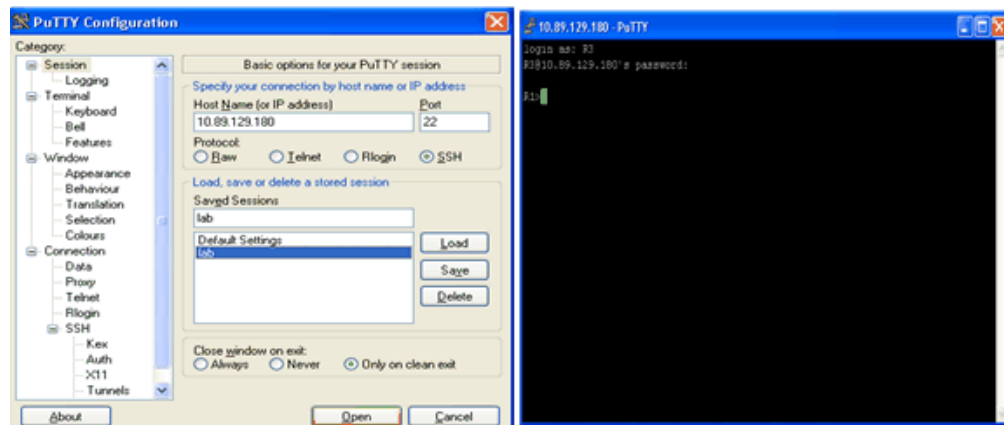 PuTTY Configuration
Category:
Session
Logging
Terminal
Keyboard
Bell
Features
Window
Appearance
Behaviour
Translation
Selection
Colours
Connection
Data
Proxy
Telnet
Rlogin
SSH
Kex
Auth
X11
Tunnels
Basic options for your PuTTY session
Specify your connection by host name or IP address
Host Name (or IP address) Port
10.89.129.180 22
Protocol:
Raw Telnet Rlogin SSH
Load, save or delete a stored session
Saved Sessions
lab
Default Settings
lab
Load
Save
Delete
Close window on exit:
Always Never Only on clean exit
About Open Cancel
10.89.129.180 - PuTTY
login as: R3
R3@10.89.129.180's password:
R1>